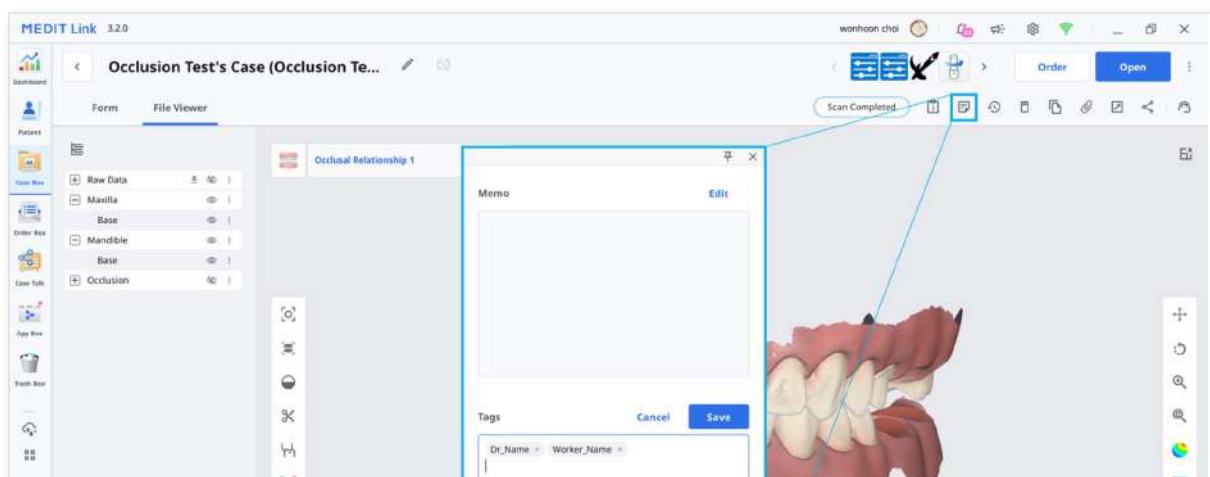 MEDIT Link 3.2.0
wonhoon choi
Dashboard
Occlusion Test's Case (Occlusion Te...
Order
Open
Patient
Form
File Viewer
Scan Completed
Case Box
Occlusal Relationship 1
Raw Data
Maxilla
Base
Mandible
Base
Occlusion
Memo
Edit
Order Box
Case Talk
App Box
Trash Box
Tags
Cancel
Save
Dr_Name ×
Worker_Name ×